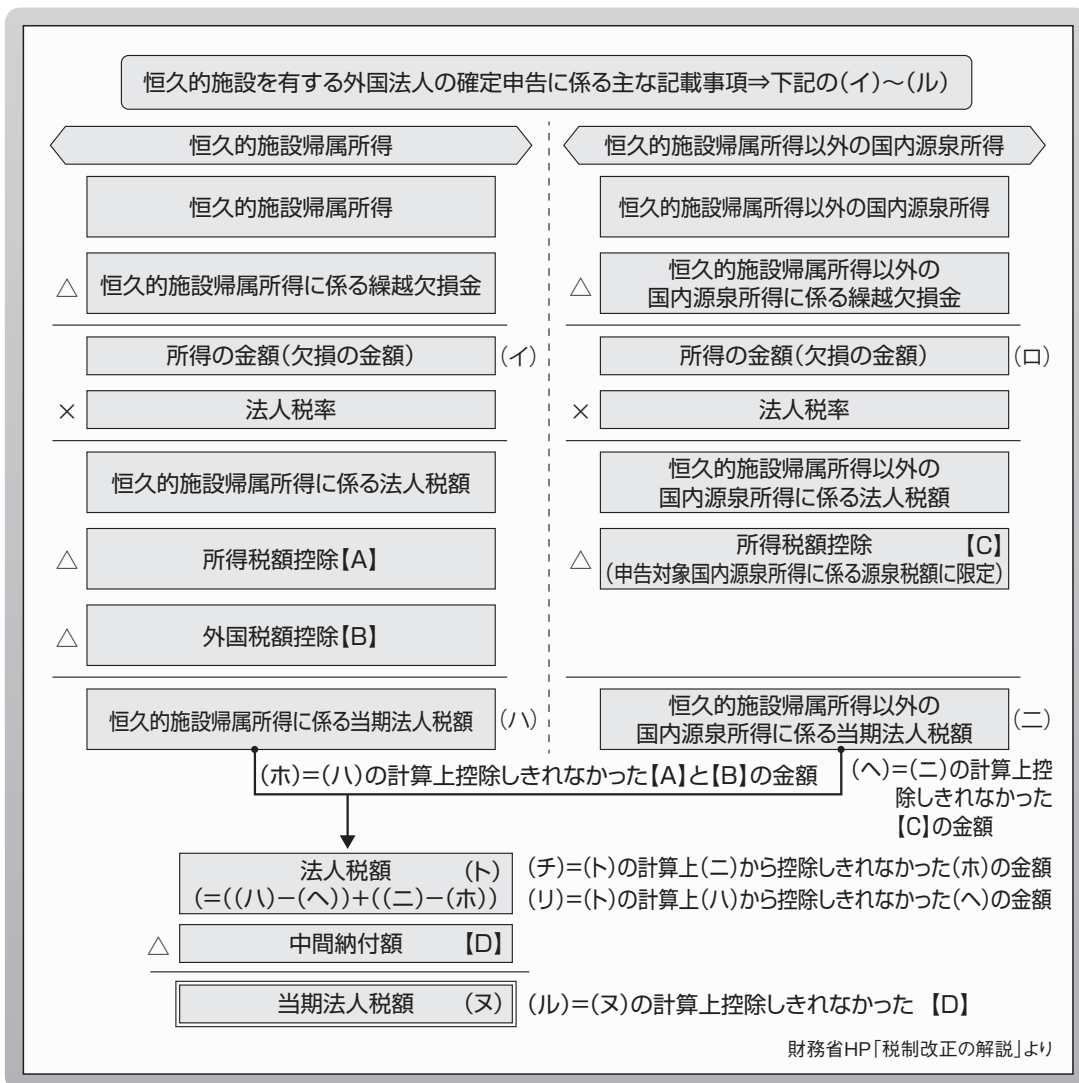 恒久的施設を有する外国法人の確定申告に係る主な記載事項⇒下記の(イ)～(ル)
恒久的施設帰属所得
恒久的施設帰属所得
△ 恒久的施設帰属所得に係る繰越欠損金
所得の金額(欠損の金額) (イ)
× 法人税率
恒久的施設帰属所得に係る法人税額
△ 所得税額控除【A】
△ 外国税額控除【B】
恒久的施設帰属所得に係る当期法人税額 (ハ)
恒久的施設帰属所得以外の国内源泉所得
恒久的施設帰属所得以外の国内源泉所得
恒久的施設帰属所得以外の
△ 国内源泉所得に係る繰越欠損金
所得の金額(欠損の金額) (ロ)
× 法人税率
恒久的施設帰属所得以外の
国内源泉所得に係る法人税額
所得税額控除 【C】
△ (申告対象国内源泉所得に係る源泉税額に限定)
恒久的施設帰属所得以外の
国内源泉所得に係る当期法人税額 (ニ)
(ホ)=(ハ)の計算上控除しきれなかった【A】と【B】の金額
(ヘ)=(ニ)の計算上控
除しきれなかった
【C】の金額
法人税額 (ト)
(=((ハ)−(ヘ))+((ニ)−(ホ))
(チ)=(ト)の計算上(ニ)から控除しきれなかった(ホ)の金額
(リ)=(ト)の計算上(ハ)から控除しきれなかった(ヘ)の金額
△ 中間納付額 【D】
当期法人税額 (ヌ)
(ル)=(ヌ)の計算上控除しきれなかった 【D】
財務省HP「税制改正の解説」より